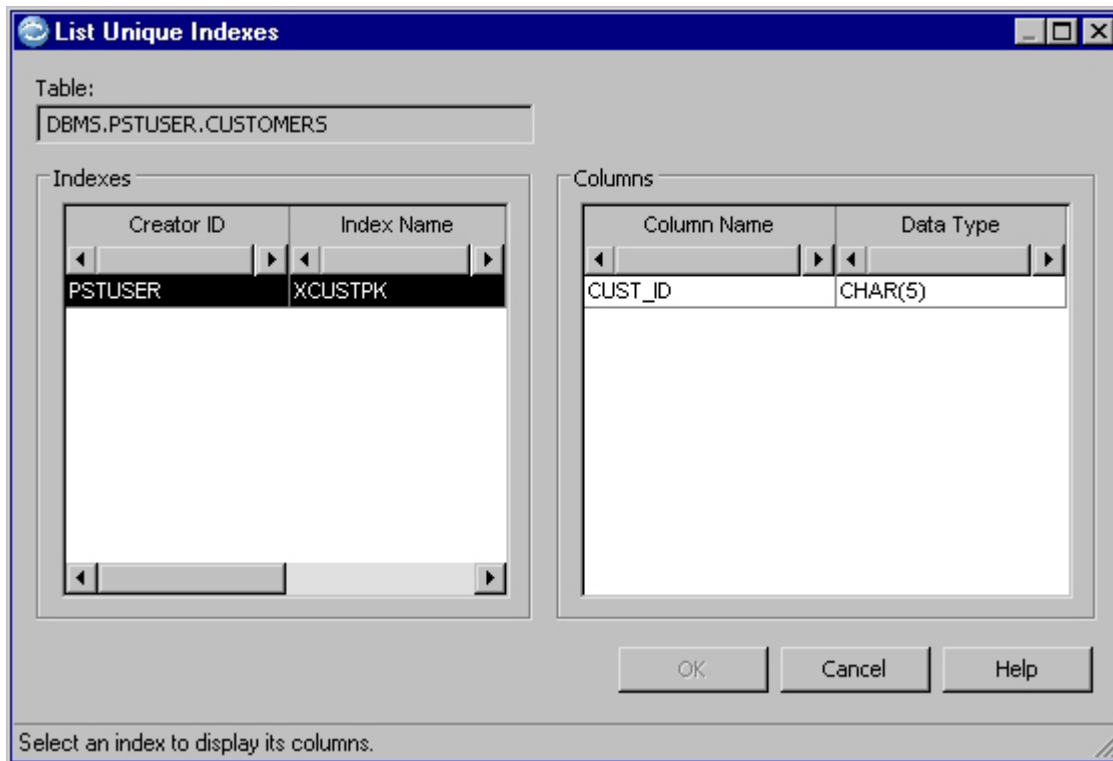 List Unique Indexes
Table:
DBMS.PSTUSER.CUSTOMERS
Indexes
Columns
Creator ID Index Name
Column Name Data Type
PSTUSER XCUSTPK
CUST_ID CHAR(5)
OK Cancel Help
Select an index to display its columns.